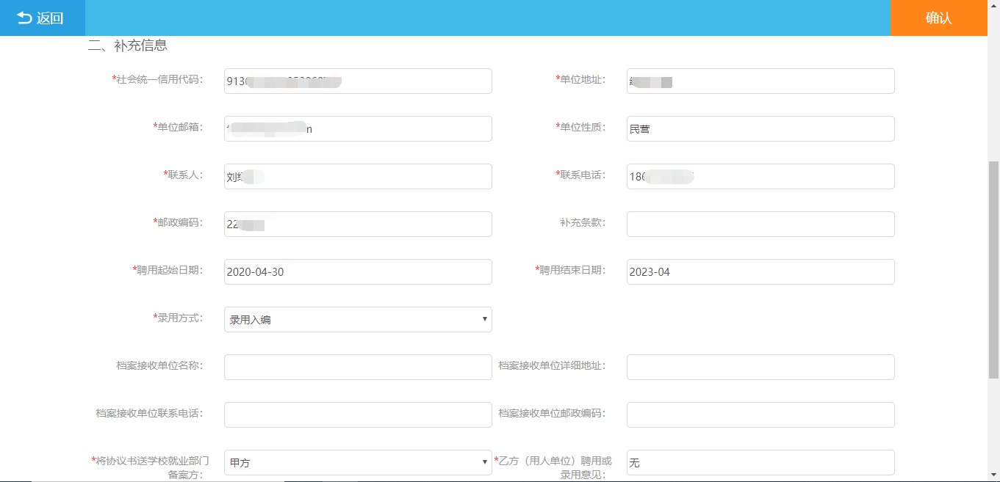 返回
确认
二、补充信息
*社会统一信用代码： 913
*单位地址：
*单位邮箱： m
*单位性质： 民营
*联系人： 刘
*联系电话： 186
*邮政编码： 22
补充条款：
*聘用起始日期： 2020-04-30
*聘用结束日期： 2023-04
*录用方式： 录用入编
档案接收单位名称：
档案接收单位详细地址：
档案接收单位联系电话：
档案接收单位邮政编码：
*将协议书送学校就业部门
备案方： 甲方
*乙方（用人单位）聘用或
录用意见： 无